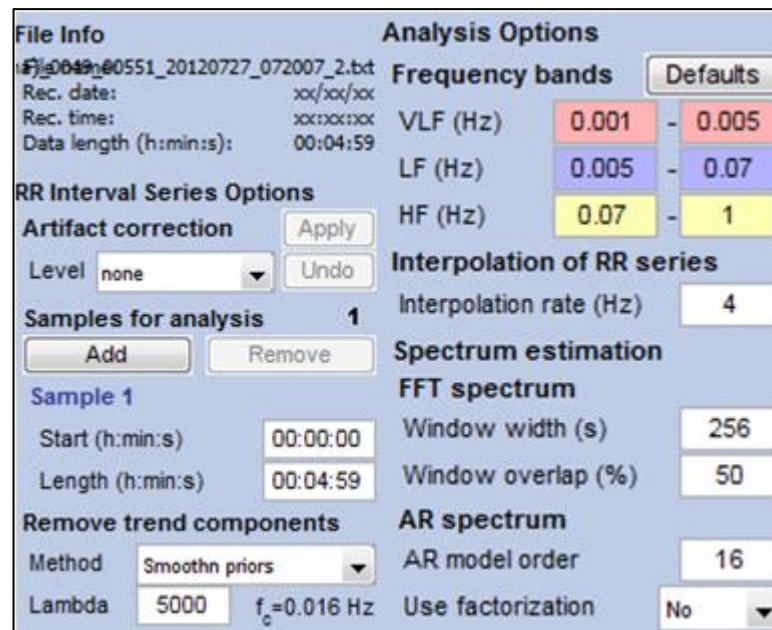 File Info
0049_00551_20120727_072007_2.txt
Rec. date: xx/xx/xx
Rec. time: xx:xx:xx
Data length (h:min:s): 00:04:59
RR Interval Series Options
Artifact correction Apply
Level none Undo
Samples for analysis 1
Add Remove
Sample 1
Start (h:min:s) 00:00:00
Length (h:min:s) 00:04:59
Remove trend components
Method Smoothn priors
Lambda 5000 fc=0.016 Hz
Analysis Options
Frequency bands Defaults
VLF (Hz) 0.001 - 0.005
LF (Hz) 0.005 - 0.07
HF (Hz) 0.07 - 1
Interpolation of RR series
Interpolation rate (Hz) 4
Spectrum estimation
FFT spectrum
Window width (s) 256
Window overlap (%) 50
AR spectrum
AR model order 16
Use factorization No